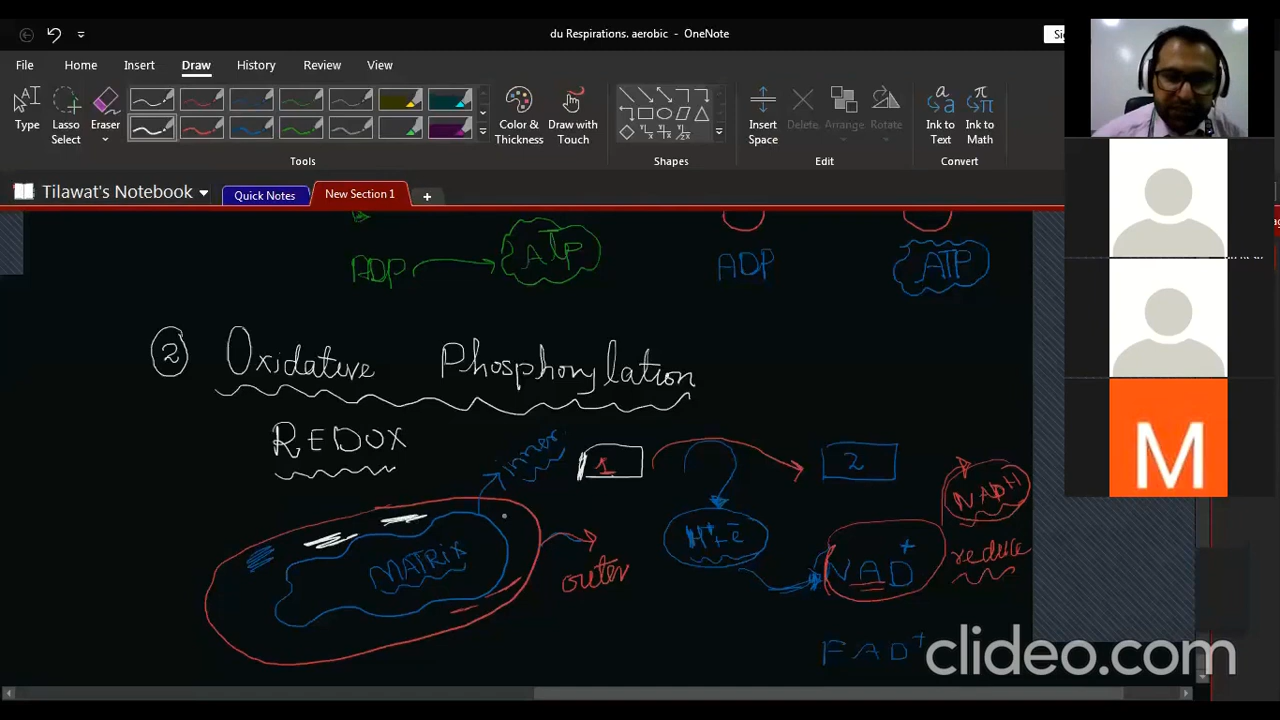 du Respirations. aerobic - OneNote
File Home Insert Draw History Review View
Type
Lasso Select
Eraser
Color & Thickness
Draw with Touch
Insert Space
Delete
Arrange
Rotate
Ink to Text
Ink to Math
Tools
Shapes
Edit
Convert
Tilawat's Notebook
Quick Notes
New Section 1
ADP ATP ADP ATP
2 Oxidative Phosphorylation
REDOX
inner
1
2
NADH
H+ + e-
NAD+
reduce
MATRIX
outer
FAD+
M
clideo.com